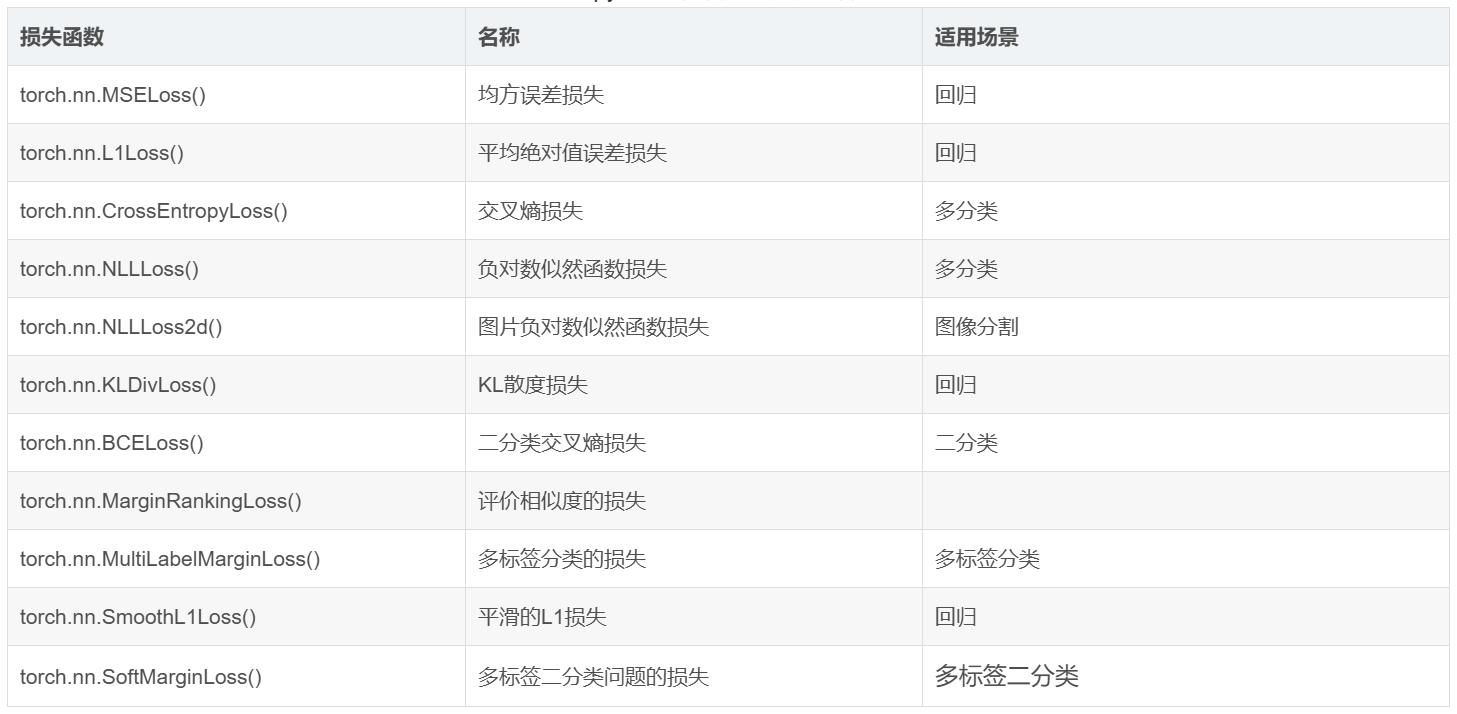 损失函数 名称 适用场景
torch.nn.MSELoss() 均方误差损失 回归
torch.nn.L1Loss() 平均绝对值误差损失 回归
torch.nn.CrossEntropyLoss() 交叉熵损失 多分类
torch.nn.NLLLoss() 负对数似然函数损失 多分类
torch.nn.NLLLoss2d() 图片负对数似然函数损失 图像分割
torch.nn.KLDivLoss() KL散度损失 回归
torch.nn.BCELoss() 二分类交叉熵损失 二分类
torch.nn.MarginRankingLoss() 评价相似度的损失
torch.nn.MultiLabelMarginLoss() 多标签分类的损失 多标签分类
torch.nn.SmoothL1Loss() 平滑的L1损失 回归
torch.nn.SoftMarginLoss() 多标签二分类问题的损失 多标签二分类